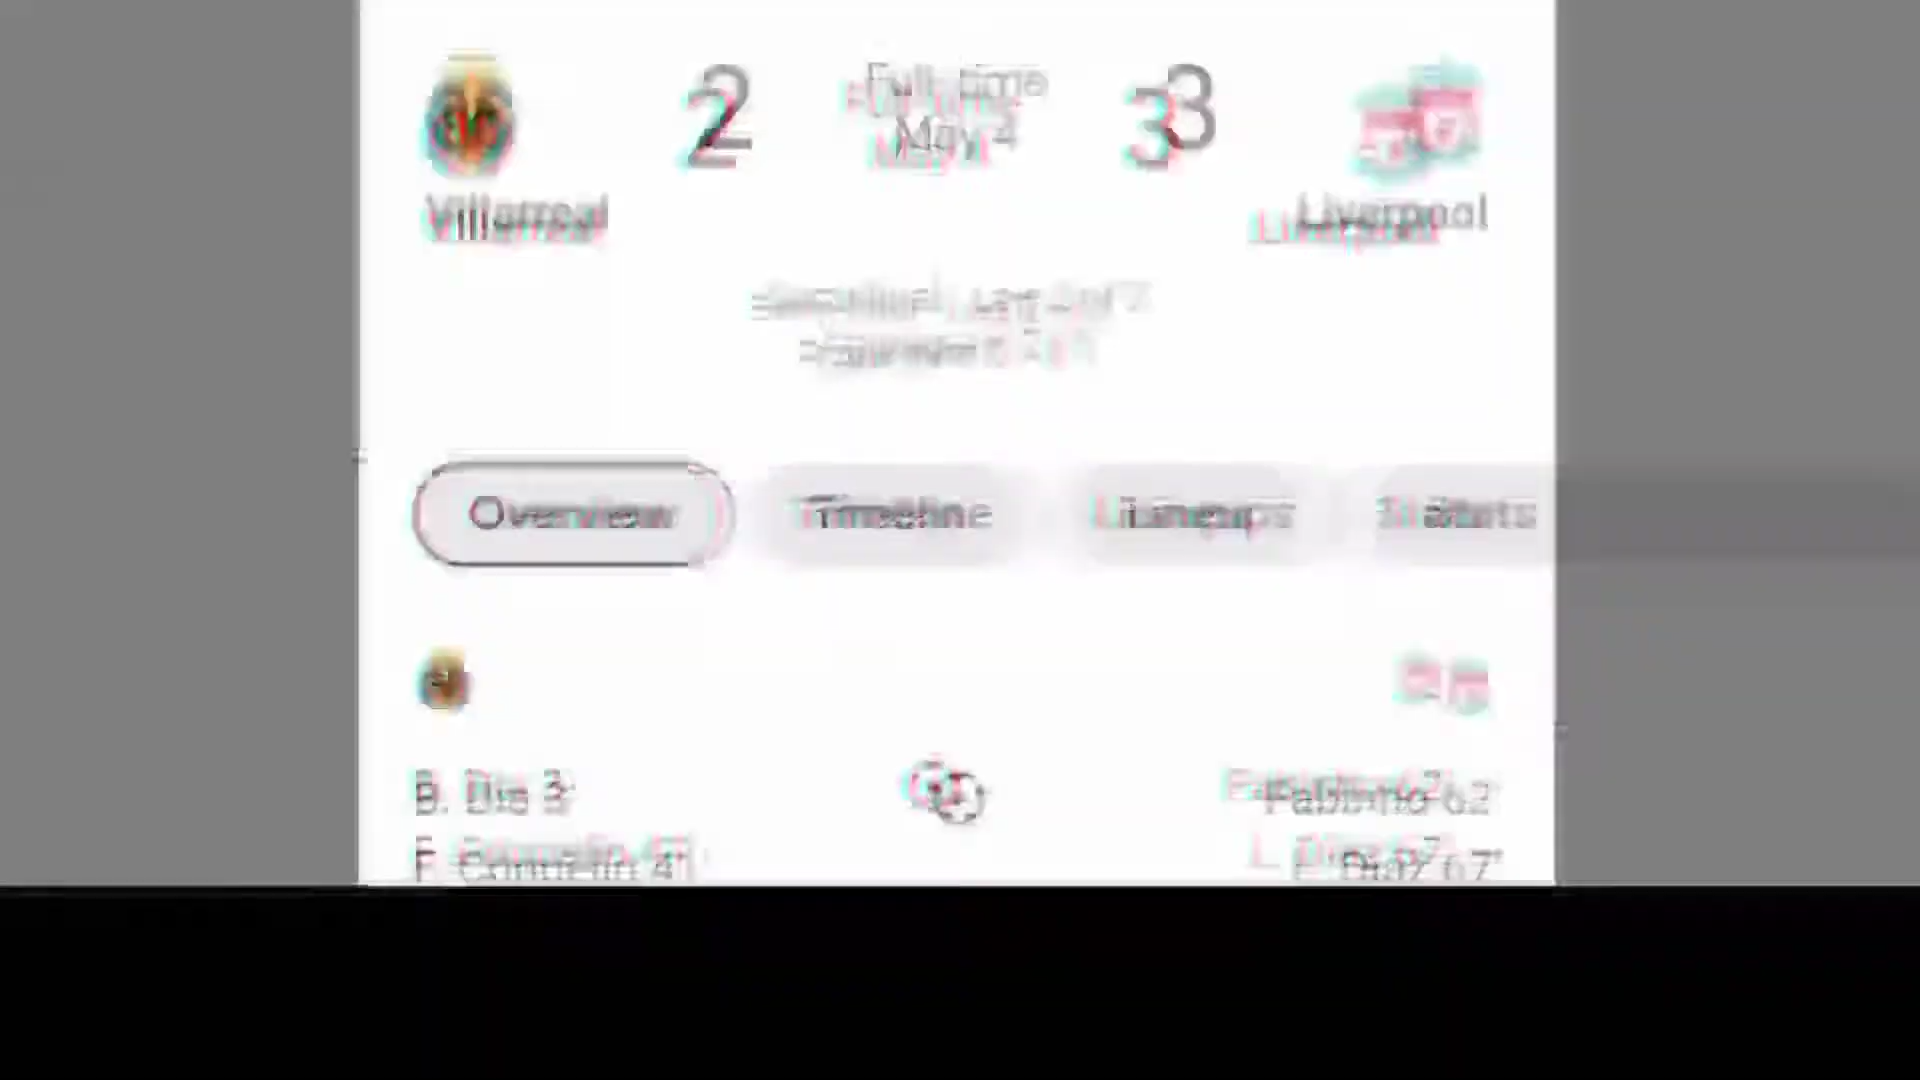 Villarreal
2
Full-time
May 4
3
Liverpool
Overview
Timeline
Lineups
Stats
B. Dia 3'
Fabinho 62'
F. Coquelin 41'
L. Díaz 67'